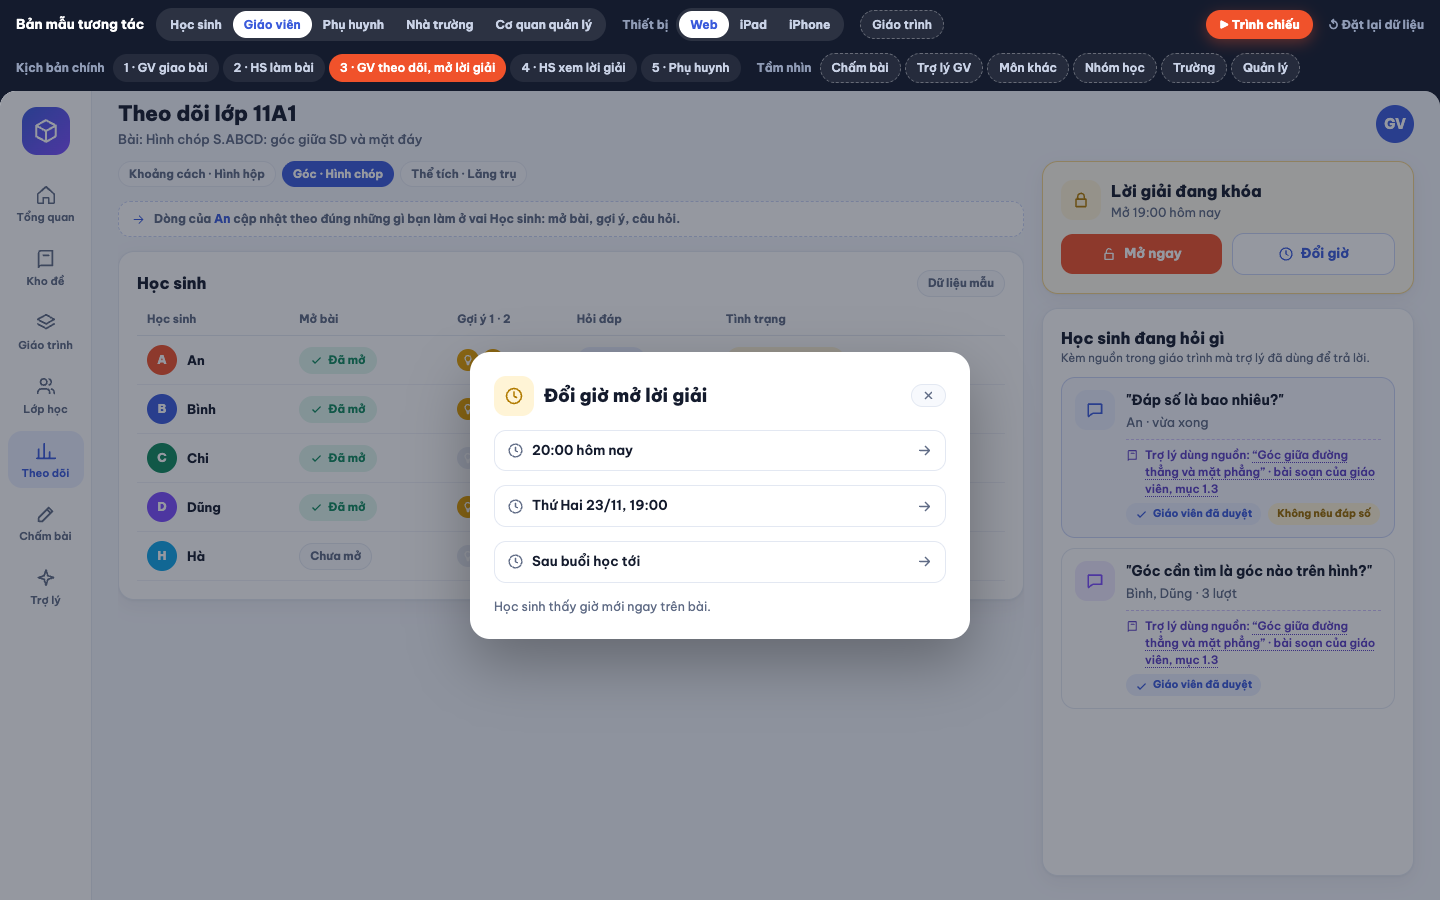 Bản mẫu tương tác
Học sinh
Giáo viên
Phụ huynh
Nhà trường
Cơ quan quản lý
Thiết bị
Web
iPad
iPhone
Giáo trình
Trình chiếu
Đặt lại dữ liệu
Kịch bản chính
1 · GV giao bài
2 · HS làm bài
3 · GV theo dõi, mở lời giải
4 · HS xem lời giải
5 · Phụ huynh
Tầm nhìn
Chấm bài
Trợ lý GV
Môn khác
Nhóm học
Trường
Quản lý
Tổng quan
Kho đề
Giáo trình
Lớp học
Theo dõi
Chấm bài
Trợ lý
Theo dõi lớp 11A1
Bài: Hình chóp S.ABCD: góc giữa SD và mặt đáy
GV
Khoảng cách · Hình hộp
Góc · Hình chóp
Thể tích · Lăng trụ
Dòng của An cập nhật theo đúng những gì bạn làm ở vai Học sinh: mở bài, gợi ý, câu hỏi.
Học sinh
Dữ liệu mẫu
Học sinh
Mở bài
Gợi ý 1 · 2
Hỏi đáp
Tình trạng
A
An
Đã mở
B
Bình
Đã mở
C
Chi
Đã mở
D
Dũng
Đã mở
H
Hà
Chưa mở
Đổi giờ mở lời giải
20:00 hôm nay
Thứ Hai 23/11, 19:00
Sau buổi học tới
Học sinh thấy giờ mới ngay trên bài.
Lời giải đang khóa
Mở 19:00 hôm nay
Mở ngay
Đổi giờ
Học sinh đang hỏi gì
Kèm nguồn trong giáo trình mà trợ lý đã dùng để trả lời.
"Đáp số là bao nhiêu?"
An · vừa xong
Trợ lý dùng nguồn: “Góc giữa đường
thẳng và mặt phẳng” · bài soạn của giáo
viên, mục 1.3
Giáo viên đã duyệt
Không nêu đáp số
"Góc cần tìm là góc nào trên hình?"
Bình, Dũng · 3 lượt
Trợ lý dùng nguồn: “Góc giữa đường
thẳng và mặt phẳng” · bài soạn của giáo
viên, mục 1.3
Giáo viên đã duyệt